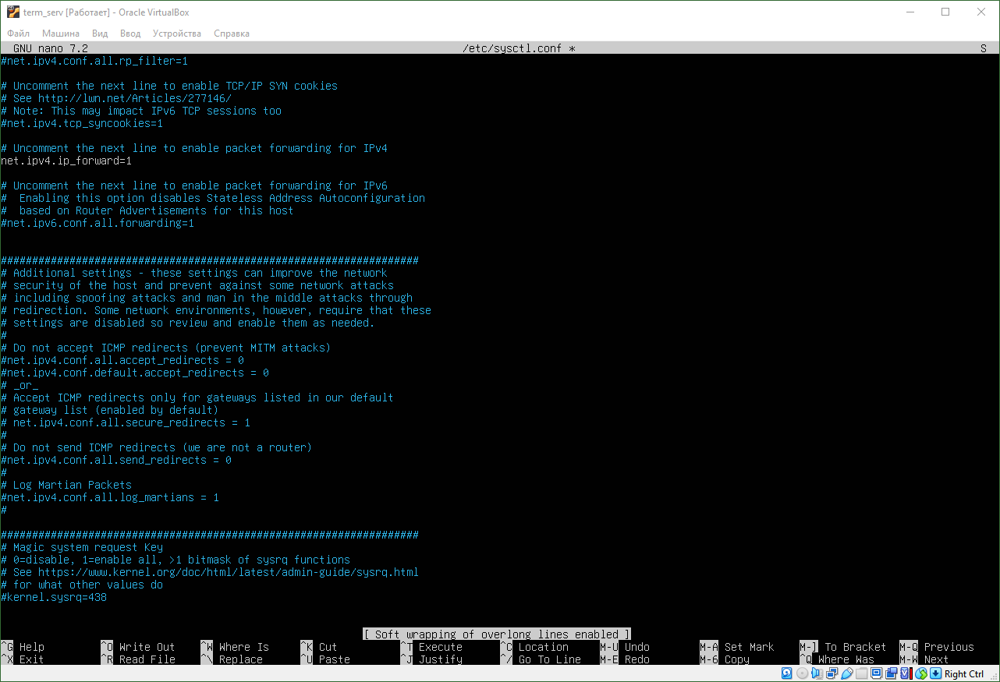 term_serv [Работает] - Oracle VirtualBox
Файл Машина Вид Ввод Устройства Справка
GNU nano 7.2 /etc/sysctl.conf * S
#net.ipv4.conf.all.rp_filter=1
# Uncomment the next line to enable TCP/IP SYN cookies
# See http://lwn.net/Articles/277146/
# Note: This may impact IPv6 TCP sessions too
#net.ipv4.tcp_syncookies=1
# Uncomment the next line to enable packet forwarding for IPv4
net.ipv4.ip_forward=1
# Uncomment the next line to enable packet forwarding for IPv6
#  Enabling this option disables Stateless Address Autoconfiguration
#  based on Router Advertisements for this host
#net.ipv6.conf.all.forwarding=1
###################################################################
# Additional settings - these settings can improve the network
# security of the host and prevent against some network attacks
# including spoofing attacks and man in the middle attacks through
# redirection. Some network environments, however, require that these
# settings are disabled so review and enable them as needed.
#
# Do not accept ICMP redirects (prevent MITM attacks)
#net.ipv4.conf.all.accept_redirects = 0
#net.ipv4.conf.default.accept_redirects = 0
# _or_
# Accept ICMP redirects only for gateways listed in our default
# gateway list (enabled by default)
# net.ipv4.conf.all.secure_redirects = 1
#
# Do not send ICMP redirects (we are not a router)
#net.ipv4.conf.all.send_redirects = 0
#
# Log Martian Packets
#net.ipv4.conf.all.log_martians = 1
#
###################################################################
# Magic system request Key
# 0=disable, 1=enable all, >1 bitmask of sysrq functions
# See https://www.kernel.org/doc/html/latest/admin-guide/sysrq.html
# for what other values do
#kernel.sysrq=438
[ Soft wrapping of overlong lines enabled ]
^G Help ^O Write Out ^W Where Is ^K Cut ^T Execute ^C Location M-U Undo M-A Set Mark M-] To Bracket M-Q Previous
^X Exit ^R Read File ^\ Replace ^U Paste ^J Justify ^/ Go To Line M-E Redo M-6 Copy ^Q Where Was M-W Next
Right Ctrl